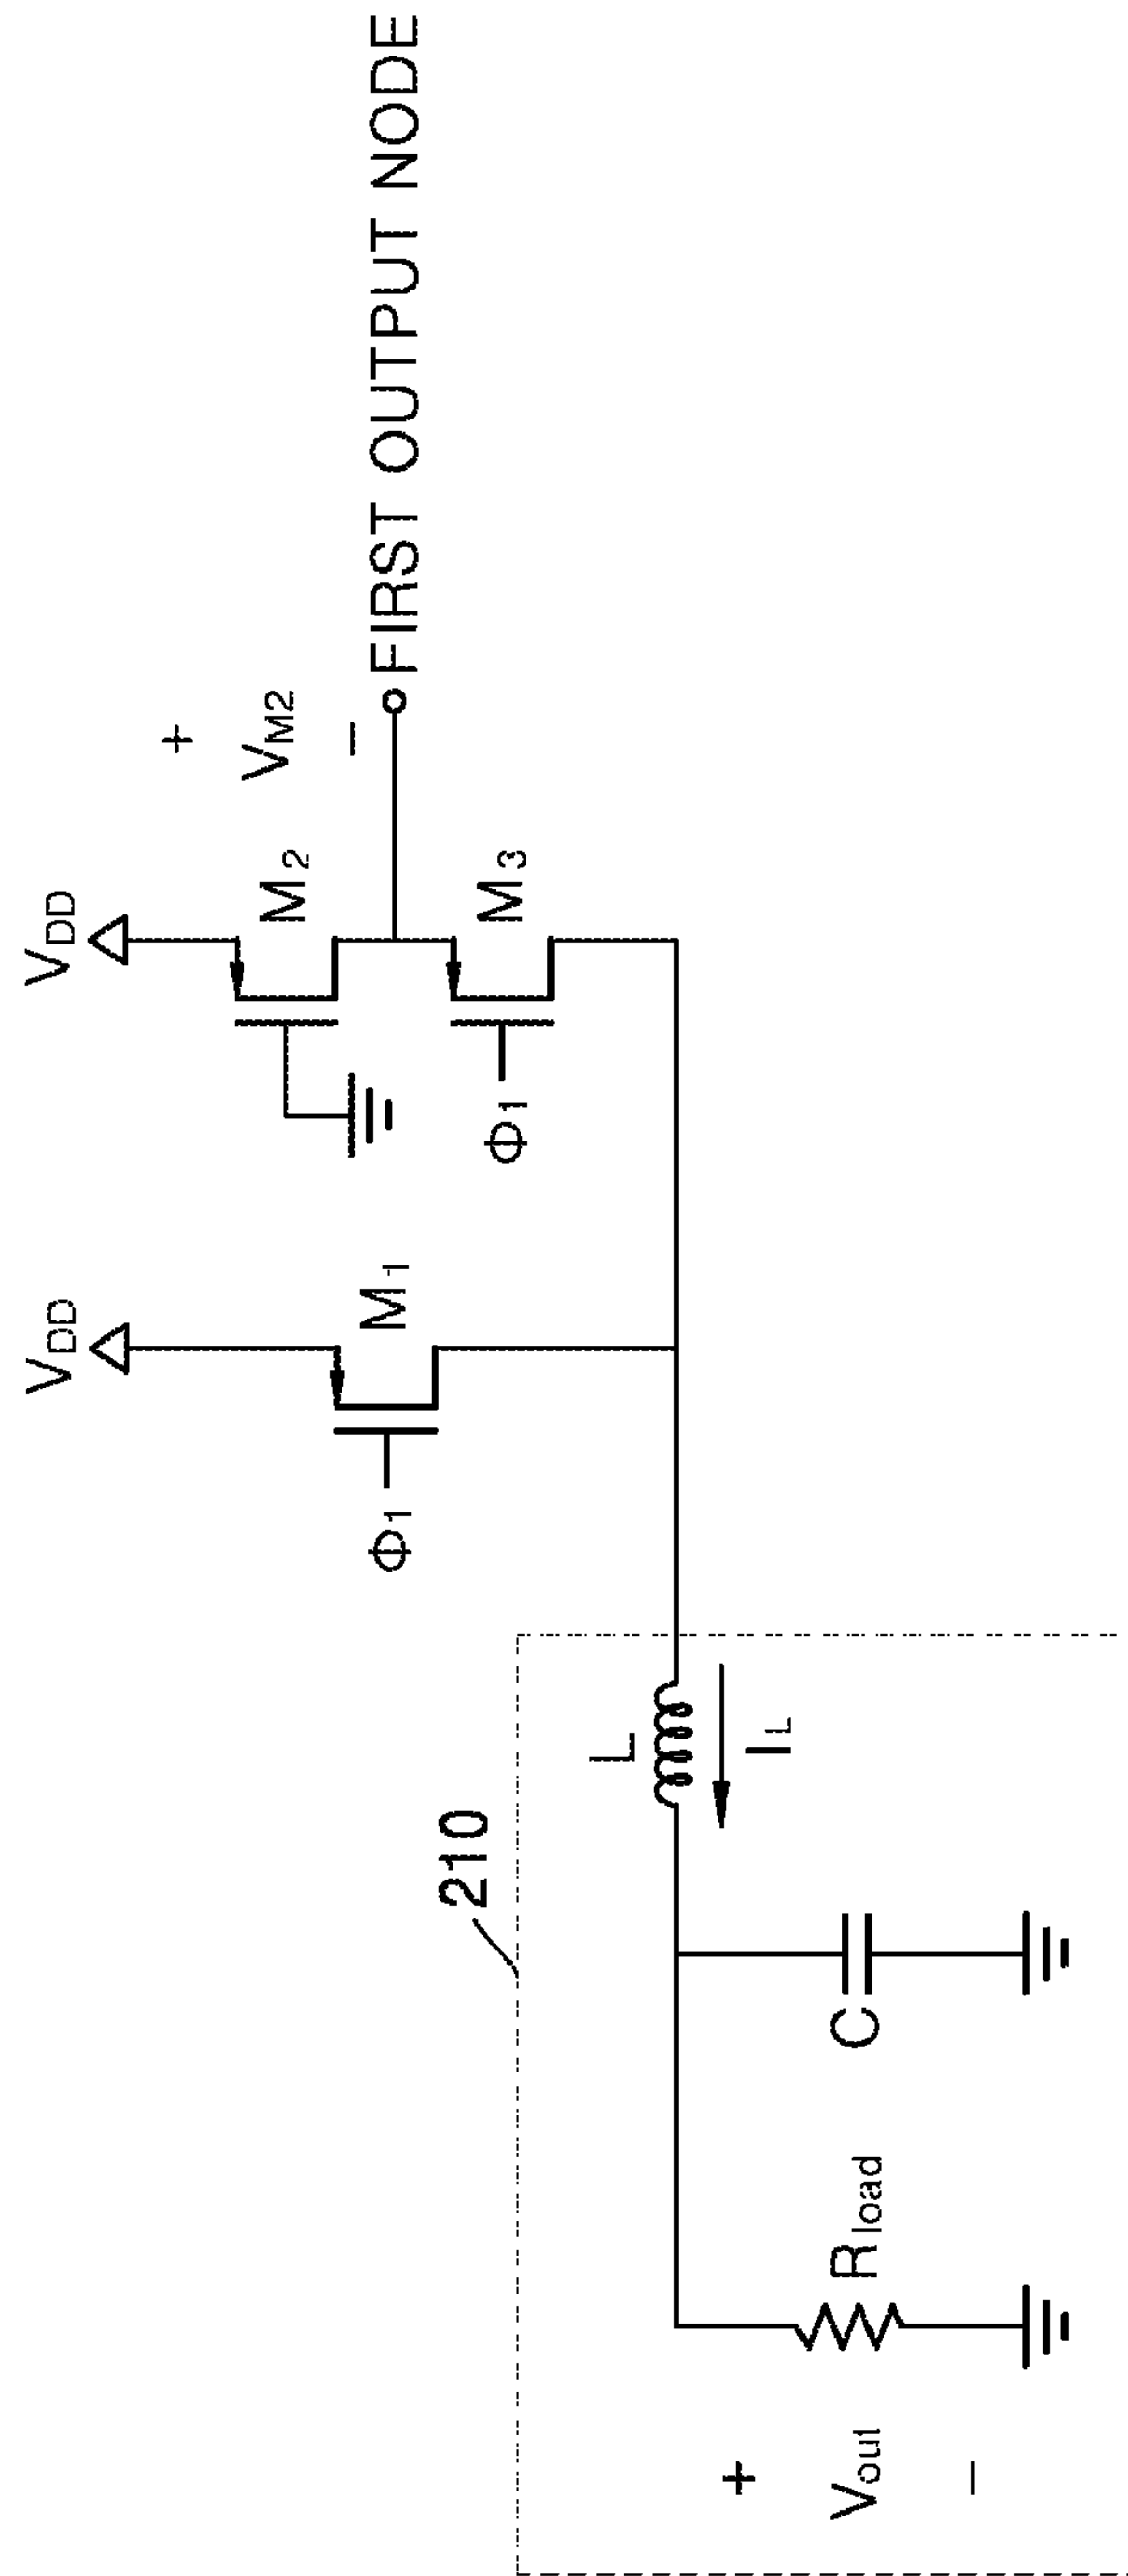 V_DD
V_DD
M_2
+
V_M2
−
FIRST OUTPUT NODE
M_1
Φ_1
M_3
Φ_1
210
L
I_L
C
R_load
+
V_out
−